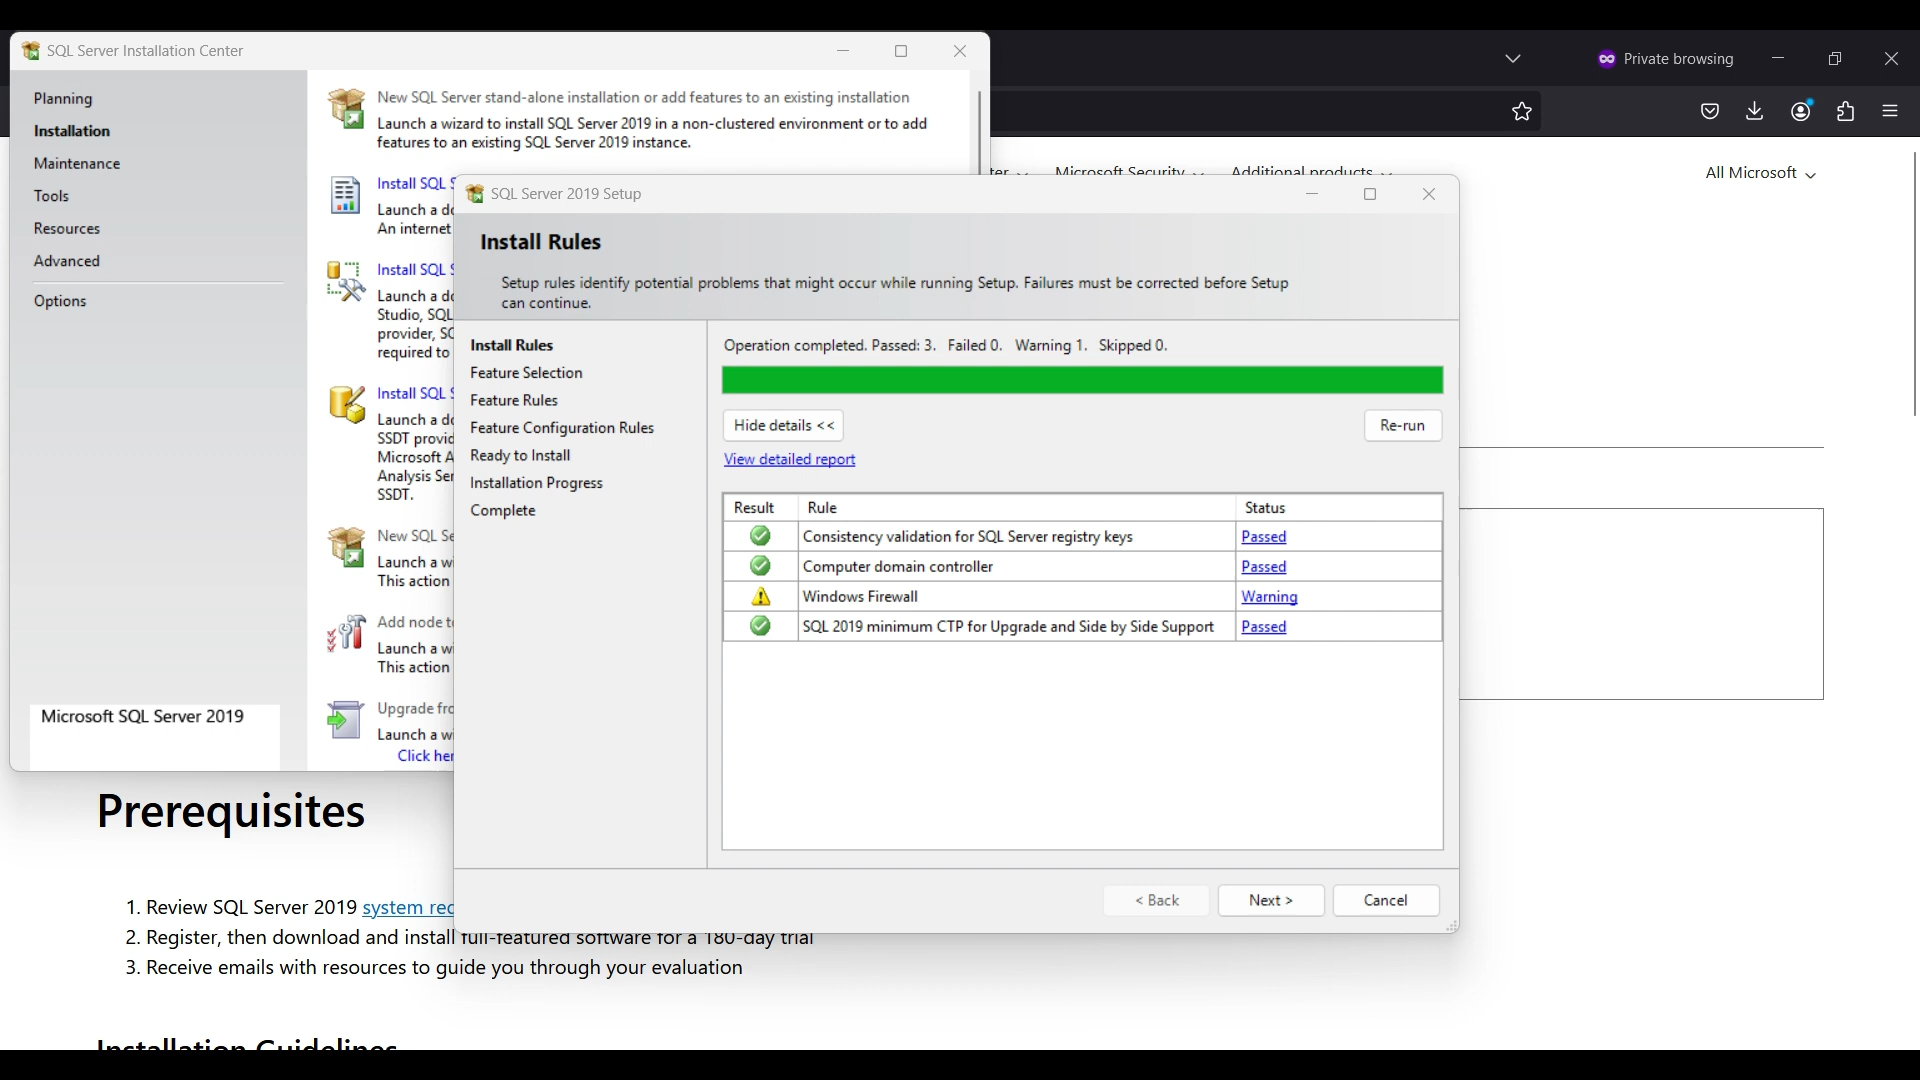 SQL Server Installation Center
Private browsing
Planning
Installation
Maintenance
Tools
Resources
Advanced
Options
Microsoft SQL Server 2019
New SQL Server stand-alone installation or add features to an existing installation
Launch a wizard to install SQL Server 2019 in a non-clustered environment or to add
features to an existing SQL Server 2019 instance.
Install SQL
Launch a
An internet
Install SQL
Launch a
Studio, SQL
provider,
required to
Install SQL
Launch a
SSDT
Microsoft
Analysis
SSDT.
New SQL
Launch a
This action
Add node
Launch a
This action
Upgrade
Launch a
Click
Microsoft Security
Additional products
All Microsoft
SQL Server 2019 Setup
Install Rules
Setup rules identify potential problems that might occur while running Setup. Failures must be corrected before Setup
can continue.
Install Rules
Feature Selection
Feature Rules
Feature Configuration Rules
Ready to Install
Installation Progress
Complete
Operation completed. Passed: 3. Failed 0. Warning 1. Skipped 0.
Hide details <<
Re-run
View detailed report
Result Rule Status
Consistency validation for SQL Server registry keys Passed
Computer domain controller Passed
Windows Firewall Warning
SQL 2019 minimum CTP for Upgrade and Side by Side Support Passed
< Back Next > Cancel
Prerequisites
1. Review SQL Server 2019 system
2. Register, then download and install full-featured software for a 180-day trial
3. Receive emails with resources to guide you through your evaluation
Installation Guidelines